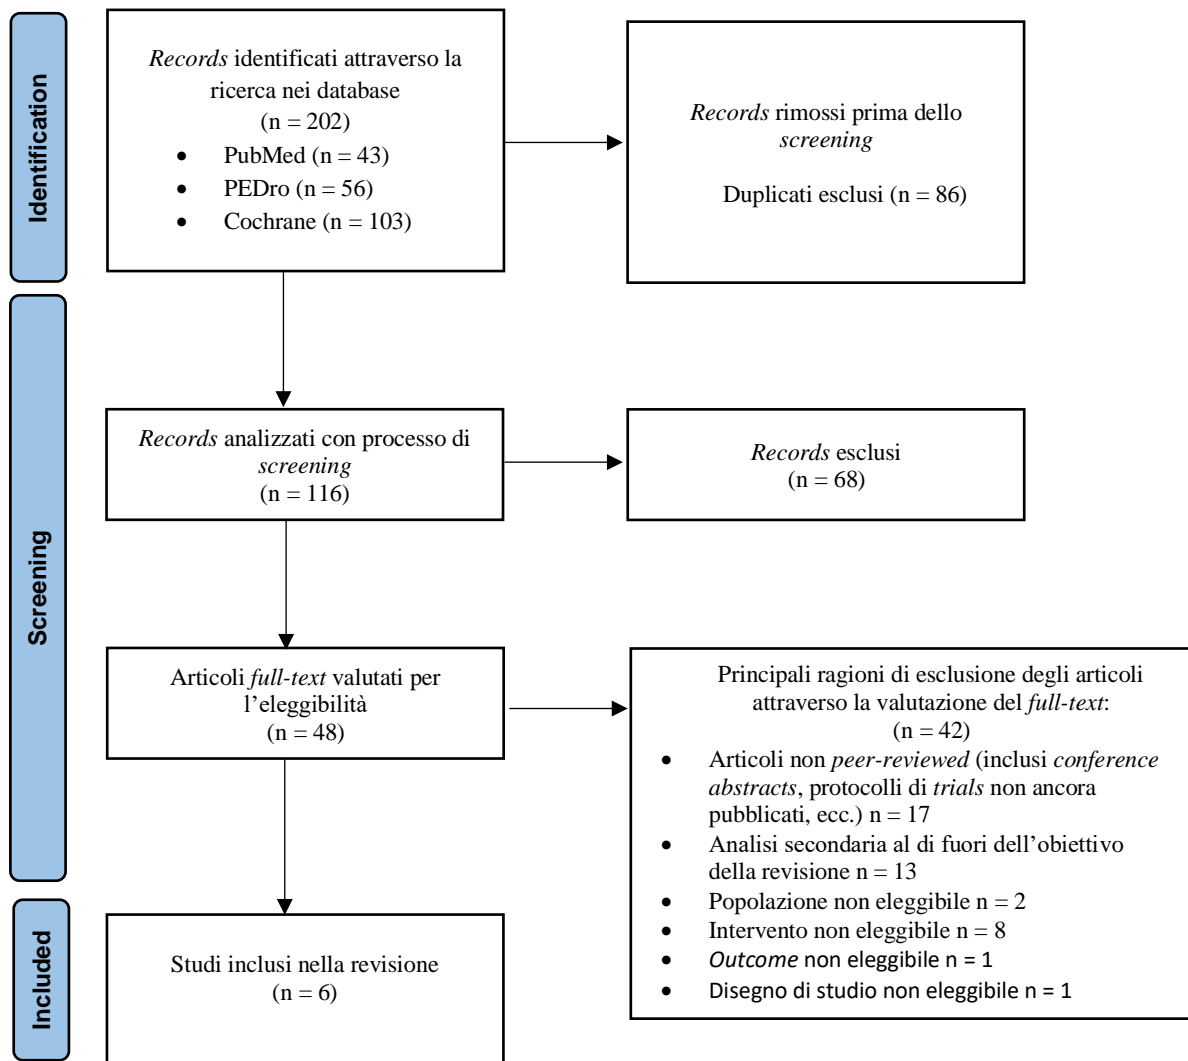 Identification
Records identificati attraverso la
ricerca nei database
(n = 202)
• PubMed (n = 43)
• PEDro (n = 56)
• Cochrane (n = 103)
Records rimossi prima dello
screening
Duplicati esclusi (n = 86)
Screening
Records analizzati con processo di
screening
(n = 116)
Records esclusi
(n = 68)
Articoli full-text valutati per
l’eleggibilità
(n = 48)
Principali ragioni di esclusione degli articoli
attraverso la valutazione del full-text:
(n = 42)
• Articoli non peer-reviewed (inclusi conference
abstracts, protocolli di trials non ancora
pubblicati, ecc.) n = 17
• Analisi secondaria al di fuori dell’obiettivo
della revisione n = 13
• Popolazione non eleggibile n = 2
• Intervento non eleggibile n = 8
• Outcome non eleggibile n = 1
• Disegno di studio non eleggibile n = 1
Included
Studi inclusi nella revisione
(n = 6)